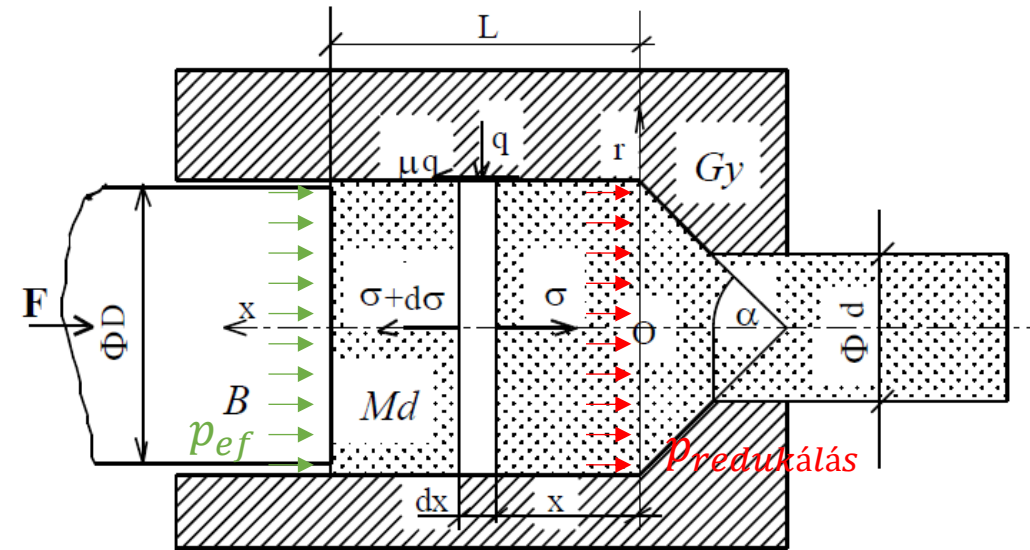 L
q
μq
r
Gy
F
ΦD
x
σ+dσ
σ
O
α
Φd
B
Md
p_ef
p_redukálás
dx
x